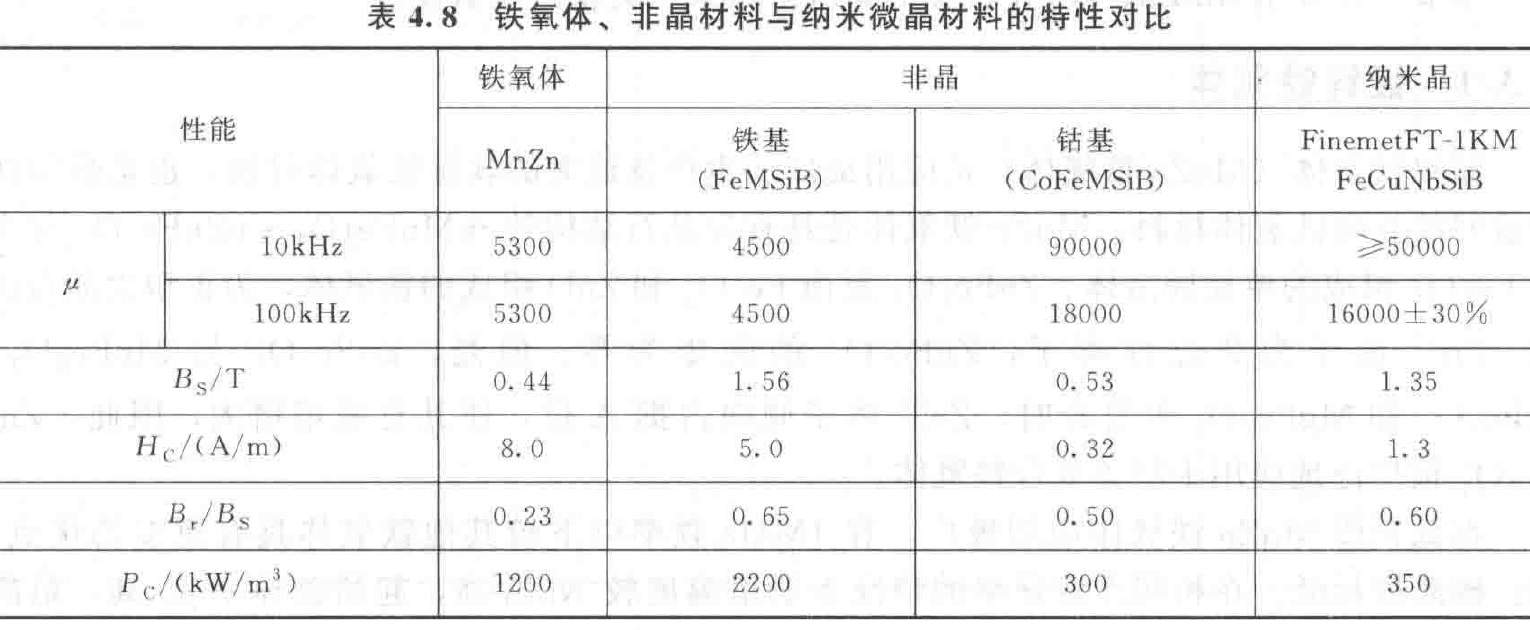 表 4.8 铁氧体、非晶材料与纳米微晶材料的特性对比
性能 铁氧体 非晶 纳米晶
MnZn 铁基 (FeMSiB) 钴基 (CoFeMSiB) FinemetFT-1KM FeCuNbSiB
μ 10kHz 5300 4500 90000 ≥50000
100kHz 5300 4500 18000 16000±30%
B_S/T 0.44 1.56 0.53 1.35
H_C/(A/m) 8.0 5.0 0.32 1.3
B_r/B_S 0.23 0.65 0.50 0.60
P_C/(kW/m³) 1200 2200 300 350